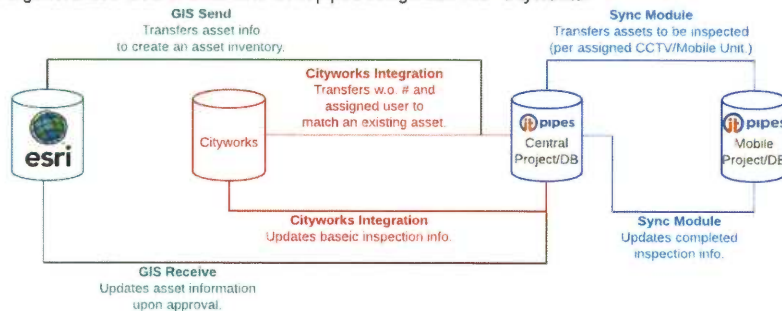 GIS Send
Transfers asset info
to create an asset inventory.
Sync Module
Transfers assets to be inspected
(per assigned CCTV/Mobile Unit.)
Cityworks Integration
Transfers w.o. # and
assigned user to
match an existing asset.
esri
Cityworks
itpipes
Central
Project/DB
itpipes
Mobile
Project/DB
Cityworks Integration
Updates baseic inspection info.
Sync Module
Updates completed
inspection info.
GIS Receive
Updates asset information
upon approval.